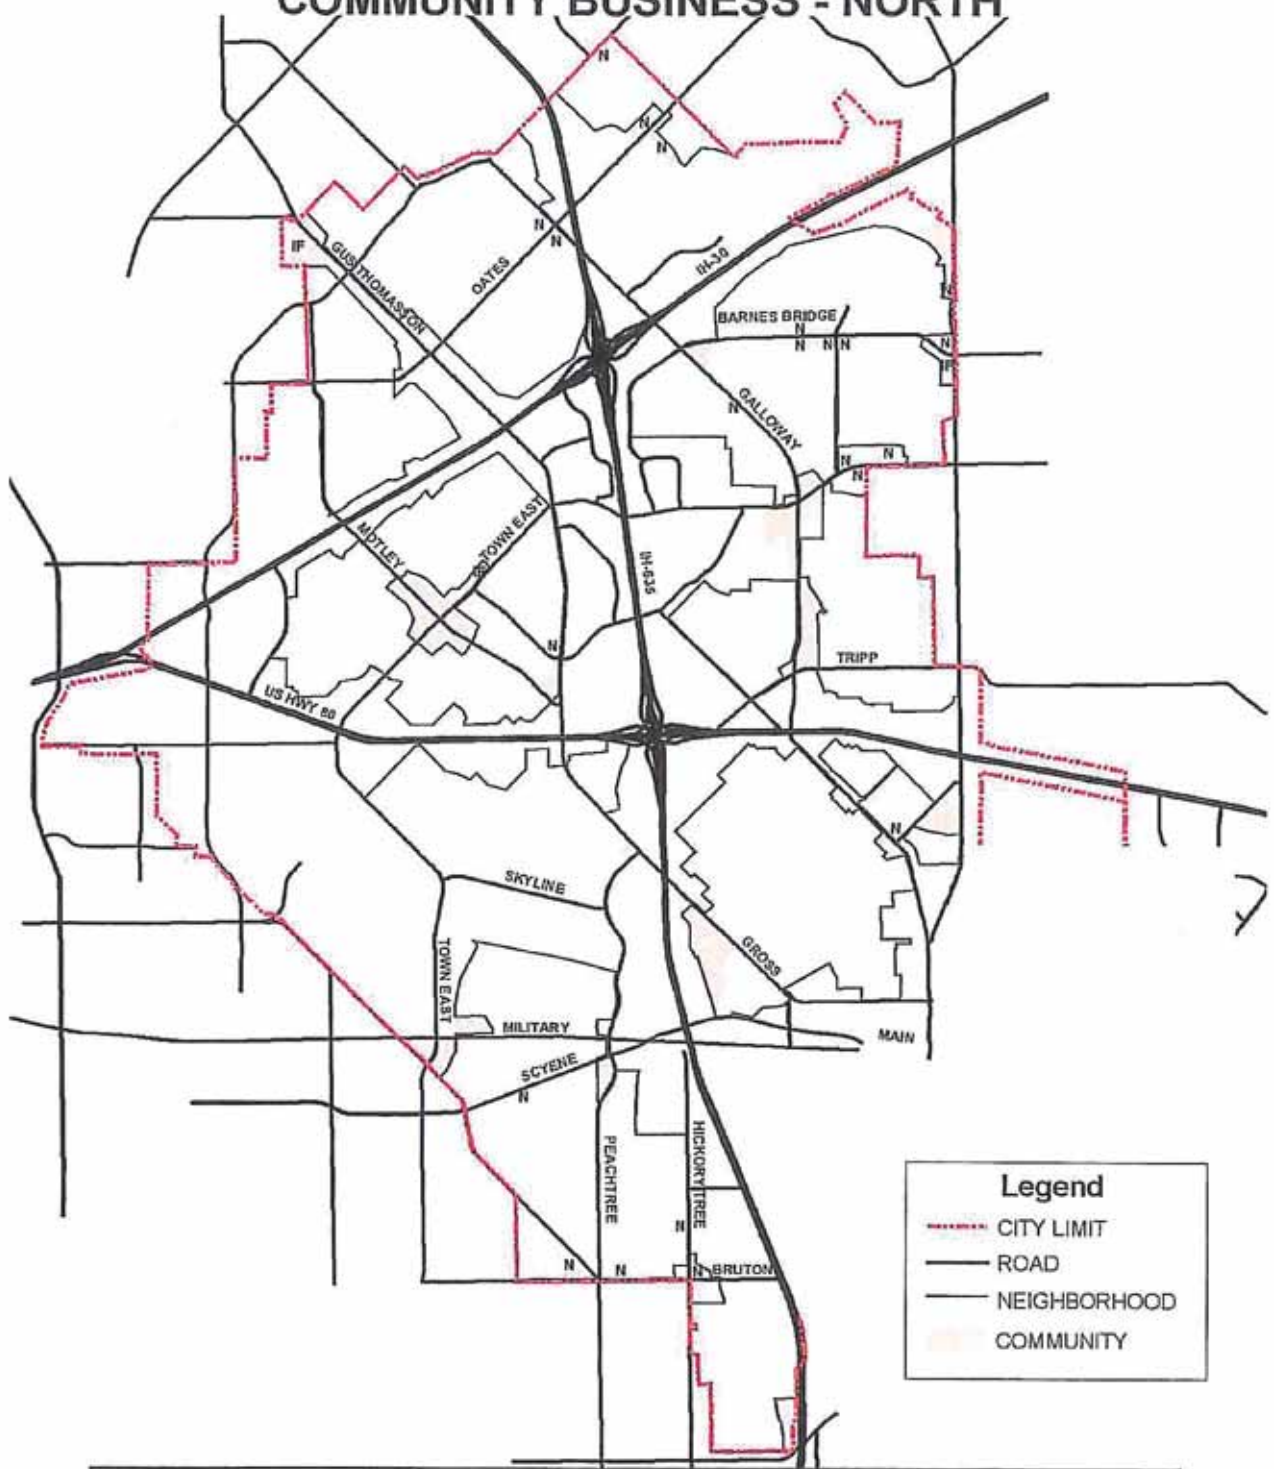 COMMUNITY BUSINESS - NORTH
N
N
N
N
N
IF
GUS THOMASSON
OATES
IH-30
N
BARNES BRIDGE
N
N
N
N
N
IF
GALLOWAY
N
N
N
N
MOTLEY
TOWN EAST
IH-635
N
TRIPP
US HWY 80
N
SKYLINE
TOWN EAST
GROSS
MILITARY
MAIN
SCYENE
N
PEACHTREE
HICKORY TREE
N
N
N
N
BRUTON
Legend
CITY LIMIT
ROAD
NEIGHBORHOOD
COMMUNITY